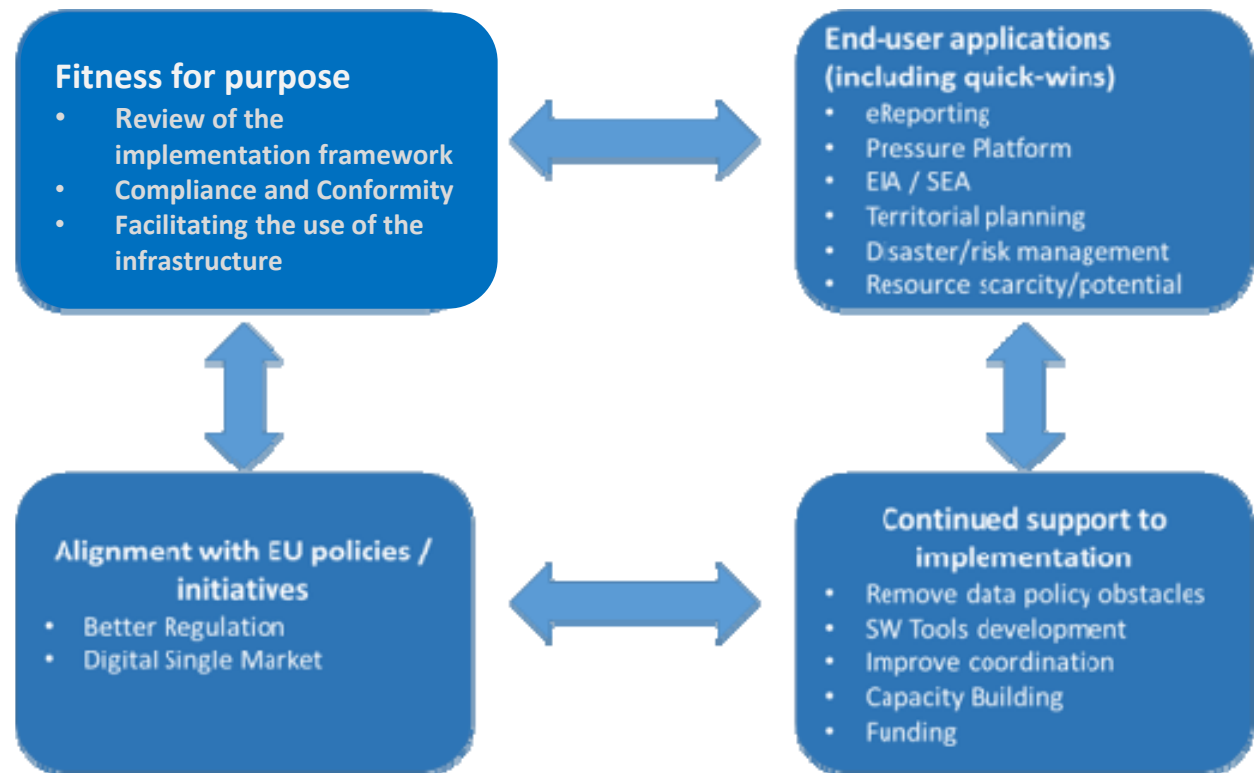 Fitness for purpose
• Review of the
implementation framework
• Compliance and Conformity
• Facilitating the use of the
infrastructure
End-user applications
(including quick-wins)
• eReporting
• Pressure Platform
• EIA / SEA
• Territorial planning
• Disaster/risk management
• Resource scarcity/potential
Alignment with EU policies /
initiatives
• Better Regulation
• Digital Single Market
Continued support to
implementation
• Remove data policy obstacles
• SW Tools development
• Improve coordination
• Capacity Building
• Funding